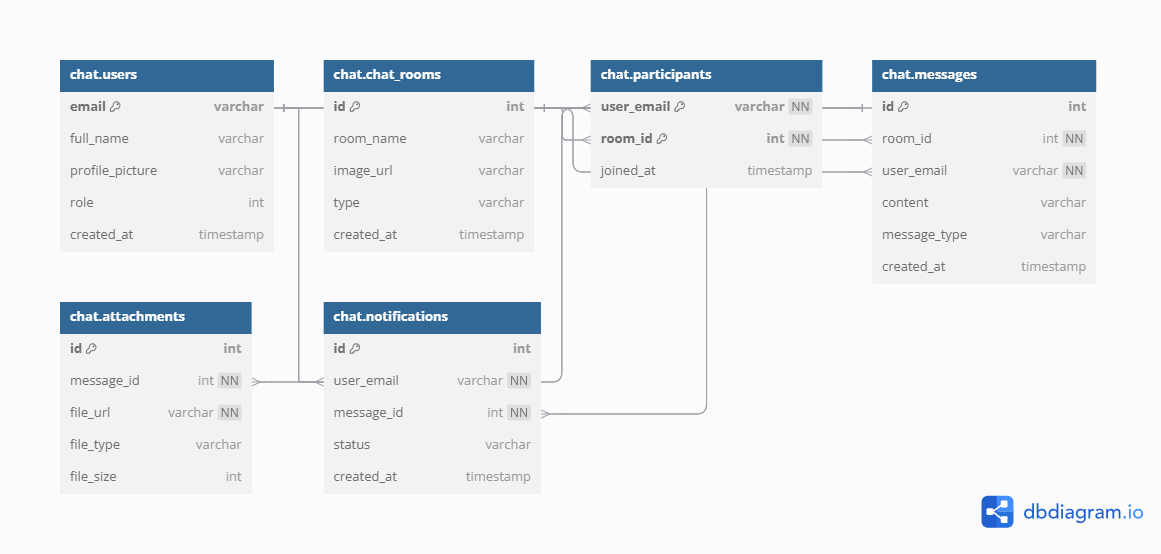 chat.users
email varchar
full_name varchar
profile_picture varchar
role int
created_at timestamp
chat.chat_rooms
id int
room_name varchar
image_url varchar
type varchar
created_at timestamp
chat.participants
user_email varchar NN
room_id int NN
joined_at timestamp
chat.messages
id int
room_id int NN
user_email varchar NN
content varchar
message_type varchar
created_at timestamp
chat.attachments
id int
message_id int NN
file_url varchar NN
file_type varchar
file_size int
chat.notifications
id int
user_email varchar NN
message_id int NN
status varchar
created_at timestamp
dbdiagram.io